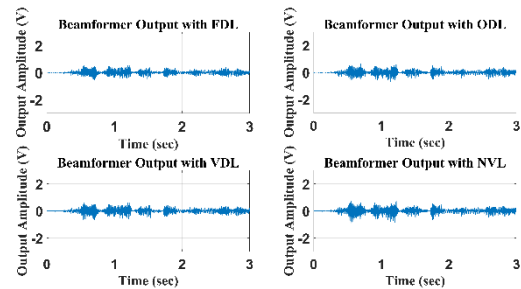 Beamformer Output with FDL
Output Amplitude (V)
2
0
-2
0
1
2
3
Time (sec)
Beamformer Output with ODL
Output Amplitude (V)
2
0
-2
0
1
2
3
Time (sec)
Beamformer Output with VDL
Output Amplitude (V)
2
0
-2
0
1
2
3
Time (sec)
Beamformer Output with NVL
Output Amplitude (V)
2
0
-2
0
1
2
3
Time (sec)